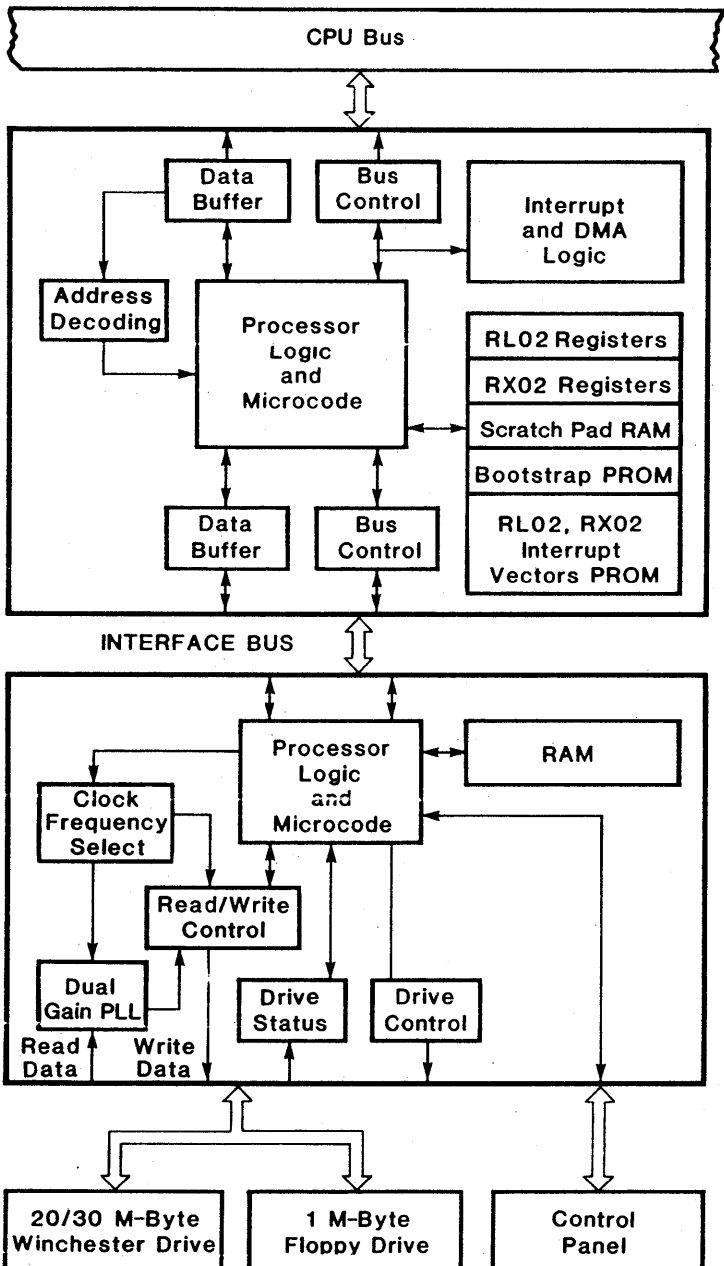 CPU Bus
Data
Buffer
Bus
Control
Interrupt
and DMA
Logic
Address
Decoding
Processor
Logic
and
Microcode
RL02 Registers
RX02 Registers
Scratch Pad RAM
Bootstrap PROM
RL02, RX02
Interrupt
Vectors PROM
Data
Buffer
Bus
Control
INTERFACE BUS
Processor
Logic
and
Microcode
RAM
Clock
Frequency
Select
Read/Write
Control
Dual
Gain PLL
Drive
Status
Drive
Control
Read
Data
Write
Data
20/30 M-Byte
Winchester Drive
1 M-Byte
Floppy Drive
Control
Panel